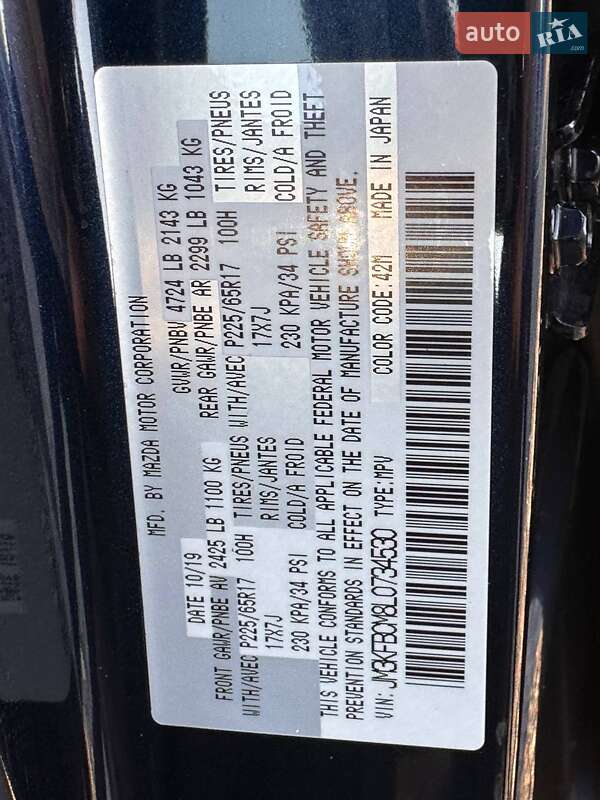 auto RIA.com
MFD. BY MAZDA MOTOR CORPORATION
DATE 10/19 GVWR/PNBV 4724 LB 2143 KG
FRONT GAWR/PNBE AV 2425 LB 1100 KG REAR GAWR/PNBE AR 2299 LB 1043 KG
WITH/AVEC P225/65R17 100H TIRES/PNEUS WITH/AVEC P225/65R17 100H TIRES/PNEUS
17X7J RIMS/JANTES 17X7J RIMS/JANTES
230 KPA/34 PSI COLD/A FROID 230 KPA/34 PSI COLD/A FROID
THIS VEHICLE CONFORMS TO ALL APPLICABLE FEDERAL MOTOR VEHICLE SAFETY AND THEFT
PREVENTION STANDARDS IN EFFECT ON THE DATE OF MANUFACTURE SHOWN ABOVE.
VIN: JM3KFBCM8L0734530 TYPE:MPV COLOR CODE:42M MADE IN JAPAN